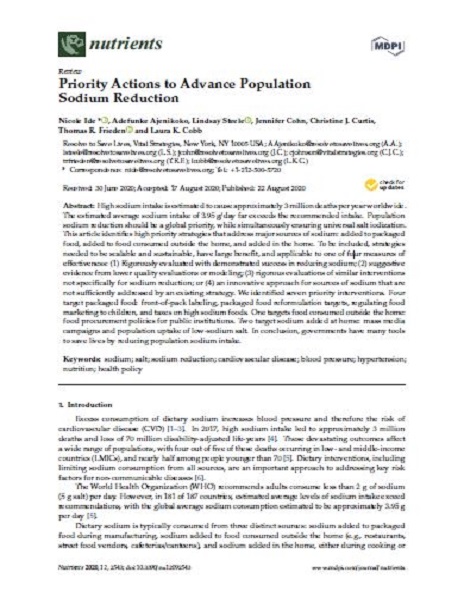 nutrients
MDPI
Review
Priority Actions to Advance Population
Sodium Reduction
Nicole Ide *, Adefunke Ajenikoko, Lindsay Steele, Jennifer Cohn, Christine J. Curtis,
Thomas R. Frieden and Laura K. Cobb
Resolve to Save Lives, Vital Strategies, New York, NY 10005 USA; (A.A.);
(L.S.); (J.C.); (C.J.C.);
(T.R.F.); (L.K.C.)
* Correspondence:
Received: 30 June 2020; Accepted: 17 August 2020; Published: 22 August 2020
check for
updates
Abstract: High sodium intake is estimated to cause approximately 3 million deaths per year worldwide.
The estimated average sodium intake of 3.95 g/day far exceeds the recommended intake. Population
sodium reduction should be a global priority, while simultaneously ensuring universal salt iodization.
This article identifies high priority strategies that address major sources of sodium: added to packaged
food, added to food consumed outside the home, and added in the home. To be included, strategies
needed to be scalable and sustainable, have large benefit, and applicable to one of four measures of
effectiveness: (1) Rigorously evaluated with demonstrated success in reducing sodium; (2) suggestive
evidence from lower quality evaluations or modeling; (3) rigorous evaluations of similar interventions
not specifically for sodium reduction; or (4) an innovative approach for sources of sodium that are
not sufficiently addressed by an existing strategy. We identified seven priority interventions. Four
target packaged food: front-of-pack labeling, packaged food reformulation targets, regulating food
marketing to children, and taxes on high sodium foods. One targets food consumed outside the home:
food procurement policies for public institutions. Two target sodium added at home: mass media
campaigns and population uptake of low-sodium salt. In conclusion, governments have many tools
to save lives by reducing population sodium intake.
Keywords: sodium; salt; sodium reduction; cardiovascular disease; blood pressure; hypertension;
nutrition; health policy
1. Introduction
Excess consumption of dietary sodium increases blood pressure and therefore the risk of
cardiovascular disease (CVD) [1–3]. In 2017, high sodium intake led to approximately 3 million
deaths and loss of 70 million disability-adjusted life-years [4]. These devastating outcomes affect
a wide range of populations, with four out of five of these deaths occurring in low- and middle-income
countries (LMICs), and nearly half among people younger than 70 [5]. Dietary interventions, including
limiting sodium consumption from all sources, are an important approach to addressing key risk
factors for non-communicable diseases [6].
The World Health Organization (WHO) recommends adults consume less than 2 g of sodium
(5 g salt) per day. However, in 181 of 187 countries, estimated average levels of sodium intake exceed
recommendations, with the global average sodium consumption estimated to be approximately 3.95 g
per day [8].
Dietary sodium is typically consumed from three distinct sources: sodium added to packaged
food during manufacturing, sodium added to food consumed outside of the home (e.g., restaurants,
street food vendors, cafeterias/canteens), and sodium added in the home, either during cooking or
Nutrients 2020, 12, 2543; doi:10.3390/nu12092543
www.mdpi.com/journal/nutrients